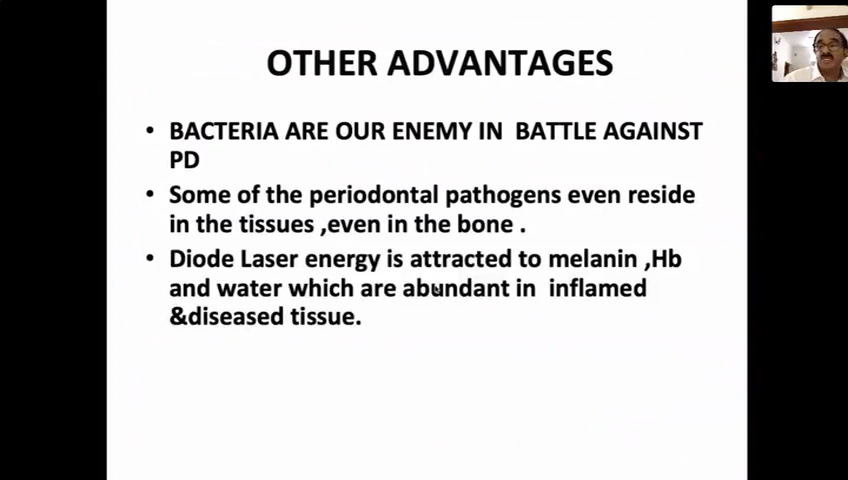 OTHER ADVANTAGES
• BACTERIA ARE OUR ENEMY IN BATTLE AGAINST
PD
• Some of the periodontal pathogens even reside
in the tissues ,even in the bone .
• Diode Laser energy is attracted to melanin ,Hb
and water which are abundant in inflamed
&diseased tissue.